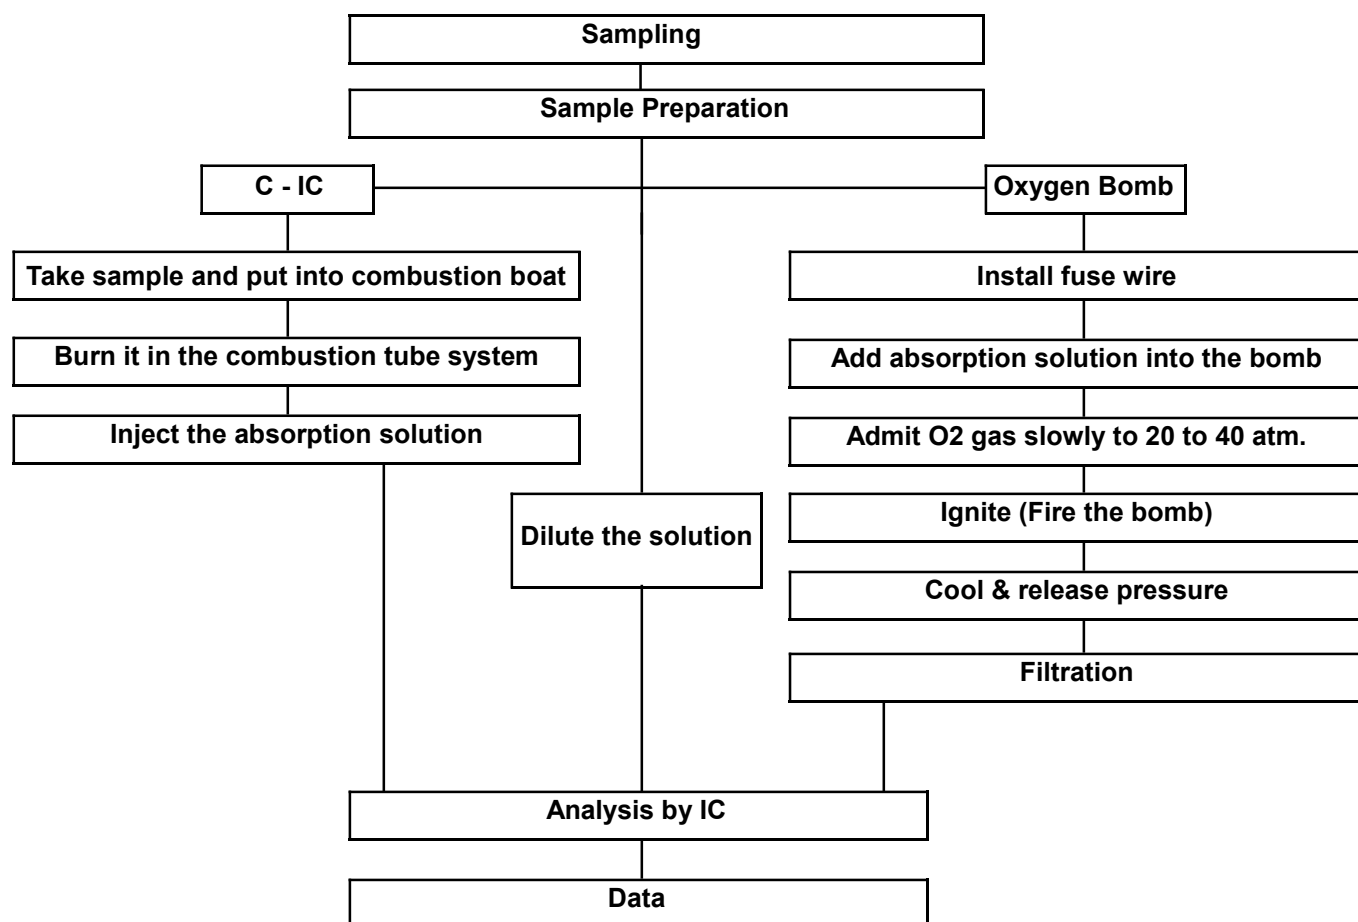 Sampling
Sample Preparation
C - IC
Oxygen Bomb
Take sample and put into combustion boat
Install fuse wire
Burn it in the combustion tube system
Add absorption solution into the bomb
Inject the absorption solution
Admit O2 gas slowly to 20 to 40 atm.
Dilute the solution
Ignite (Fire the bomb)
Cool & release pressure
Filtration
Analysis by IC
Data